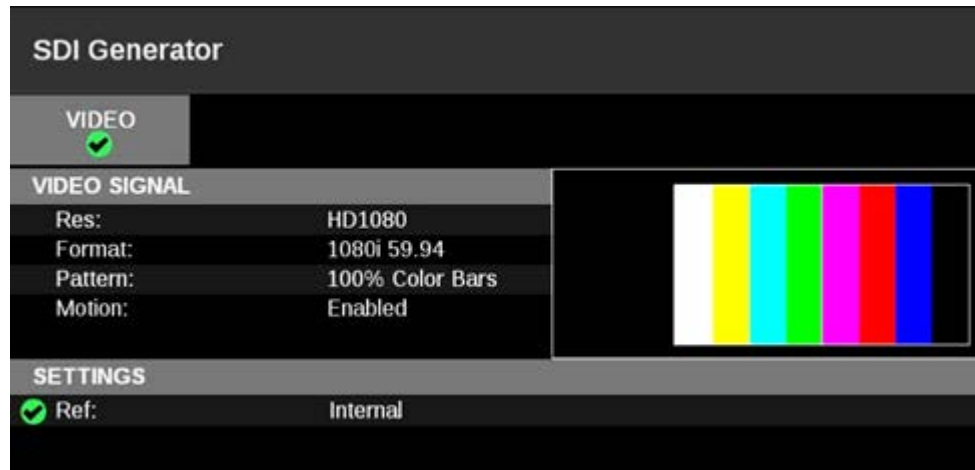 SDI Generator
VIDEO
VIDEO SIGNAL
Res: HD1080
Format: 1080i 59.94
Pattern: 100% Color Bars
Motion: Enabled
SETTINGS
Ref: Internal